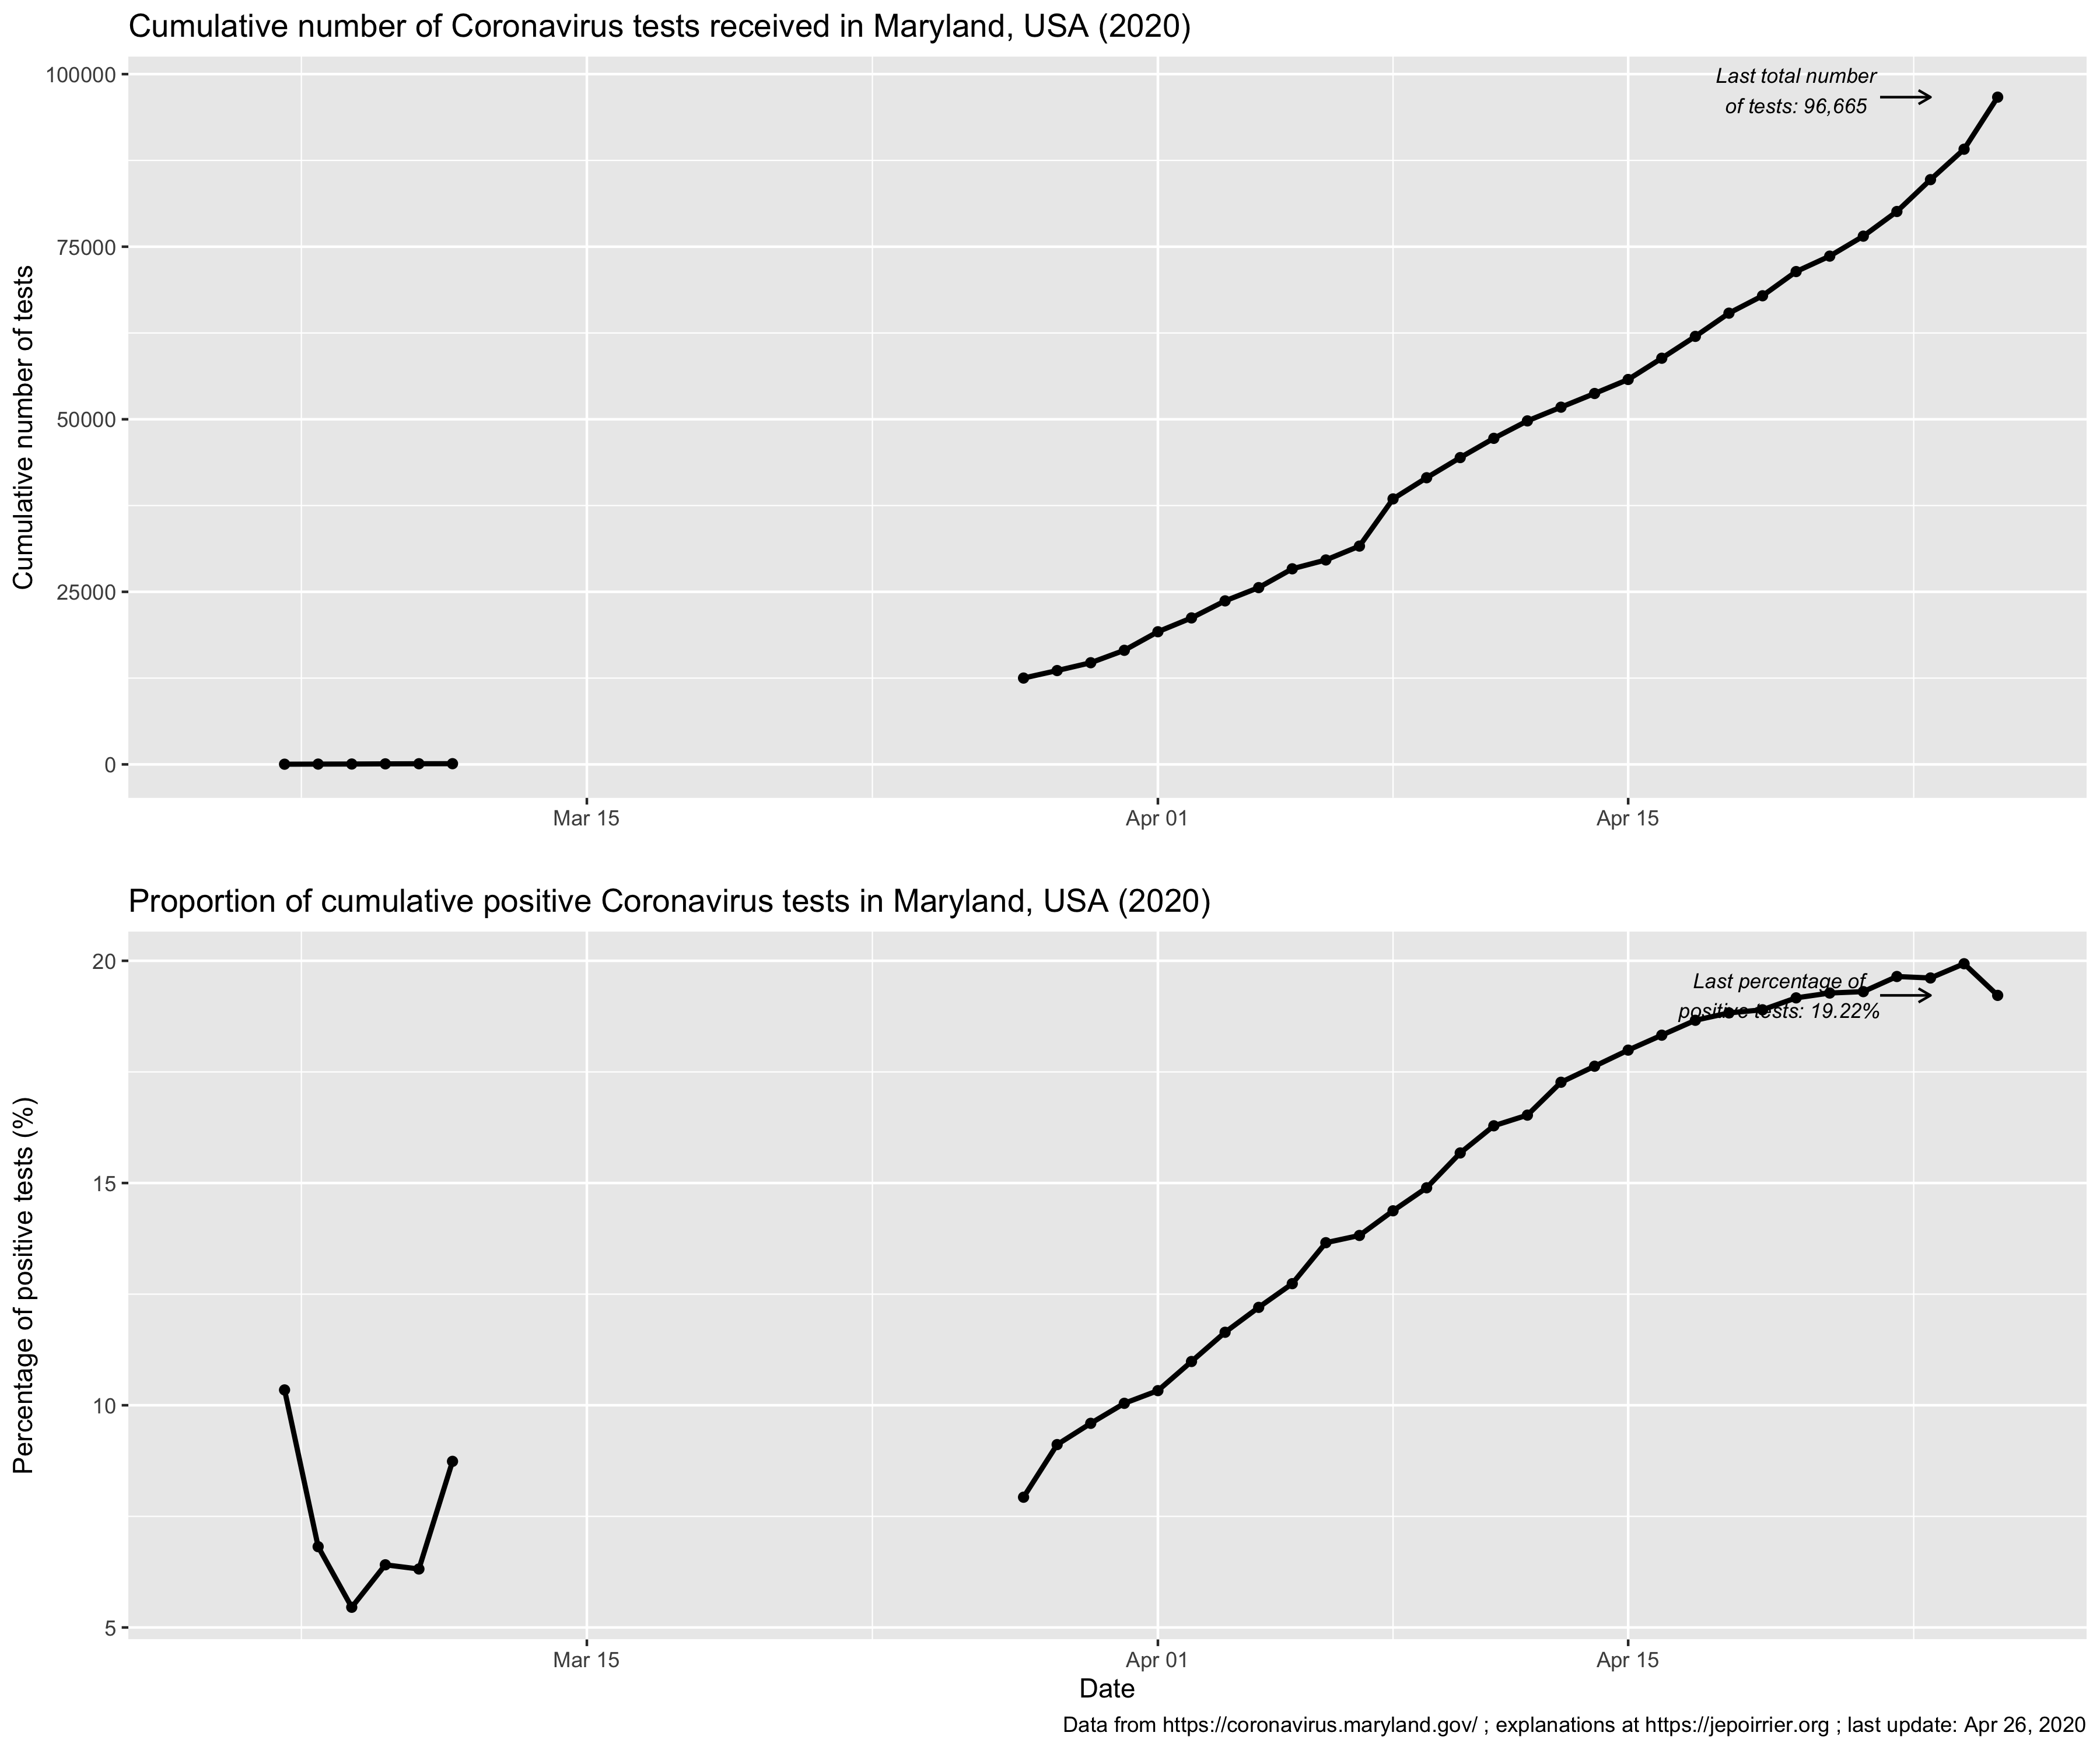 Cumulative number of Coronavirus tests received in Maryland, USA (2020)
Cumulative number of tests
100000
75000
50000
25000
0
Last total number
of tests: 96,665
Mar 15
Apr 01
Apr 15
Proportion of cumulative positive Coronavirus tests in Maryland, USA (2020)
Percentage of positive tests (%)
20
15
10
5
Last percentage of
positive tests: 19.22%
Mar 15
Apr 01
Apr 15
Date
Data from https://coronavirus.maryland.gov/ ; explanations at https://jepoirrier.org ; last update: Apr 26, 2020